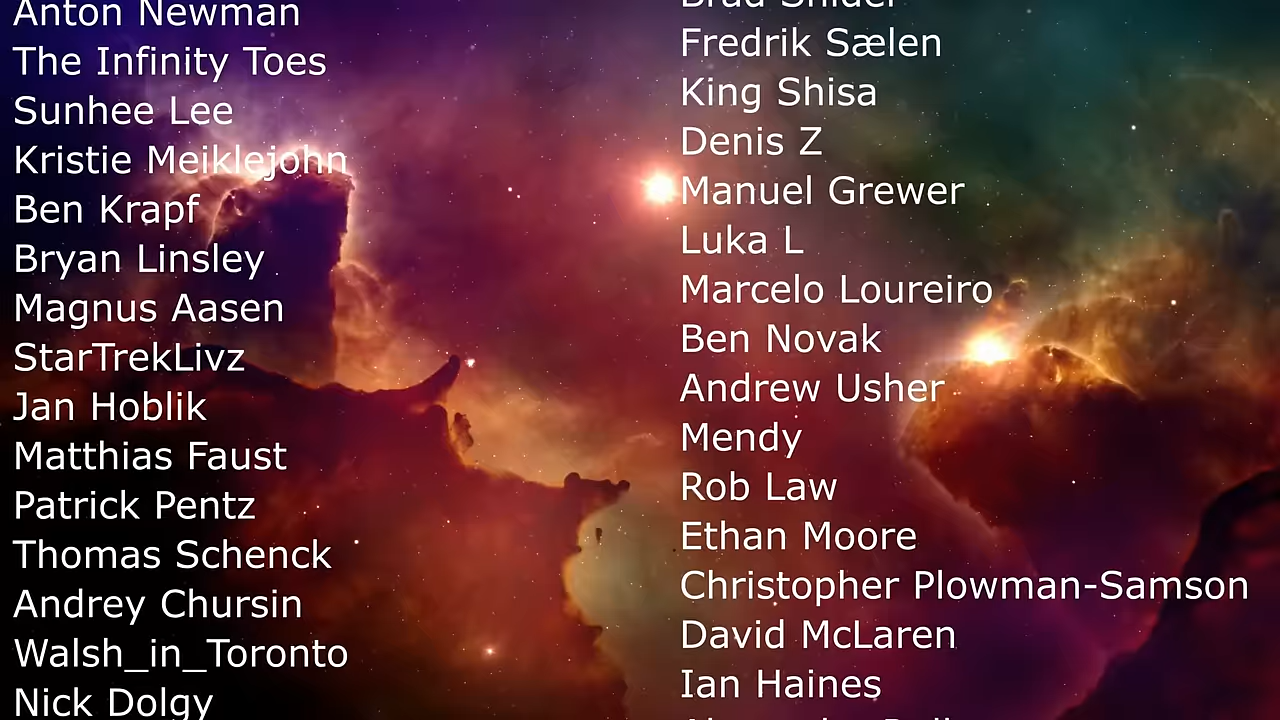 Anton Newman
The Infinity Toes
Sunhee Lee
Kristie Meiklejohn
Ben Krapf
Bryan Linsley
Magnus Aasen
StarTrekLivz
Jan Hoblik
Matthias Faust
Patrick Pentz
Thomas Schenck
Andrey Chursin
Walsh_in_Toronto
Nick Dolgy
Brad Snider
Fredrik Sælen
King Shisa
Denis Z
Manuel Grewer
Luka L
Marcelo Loureiro
Ben Novak
Andrew Usher
Mendy
Rob Law
Ethan Moore
Christopher Plowman-Samson
David McLaren
Ian Haines